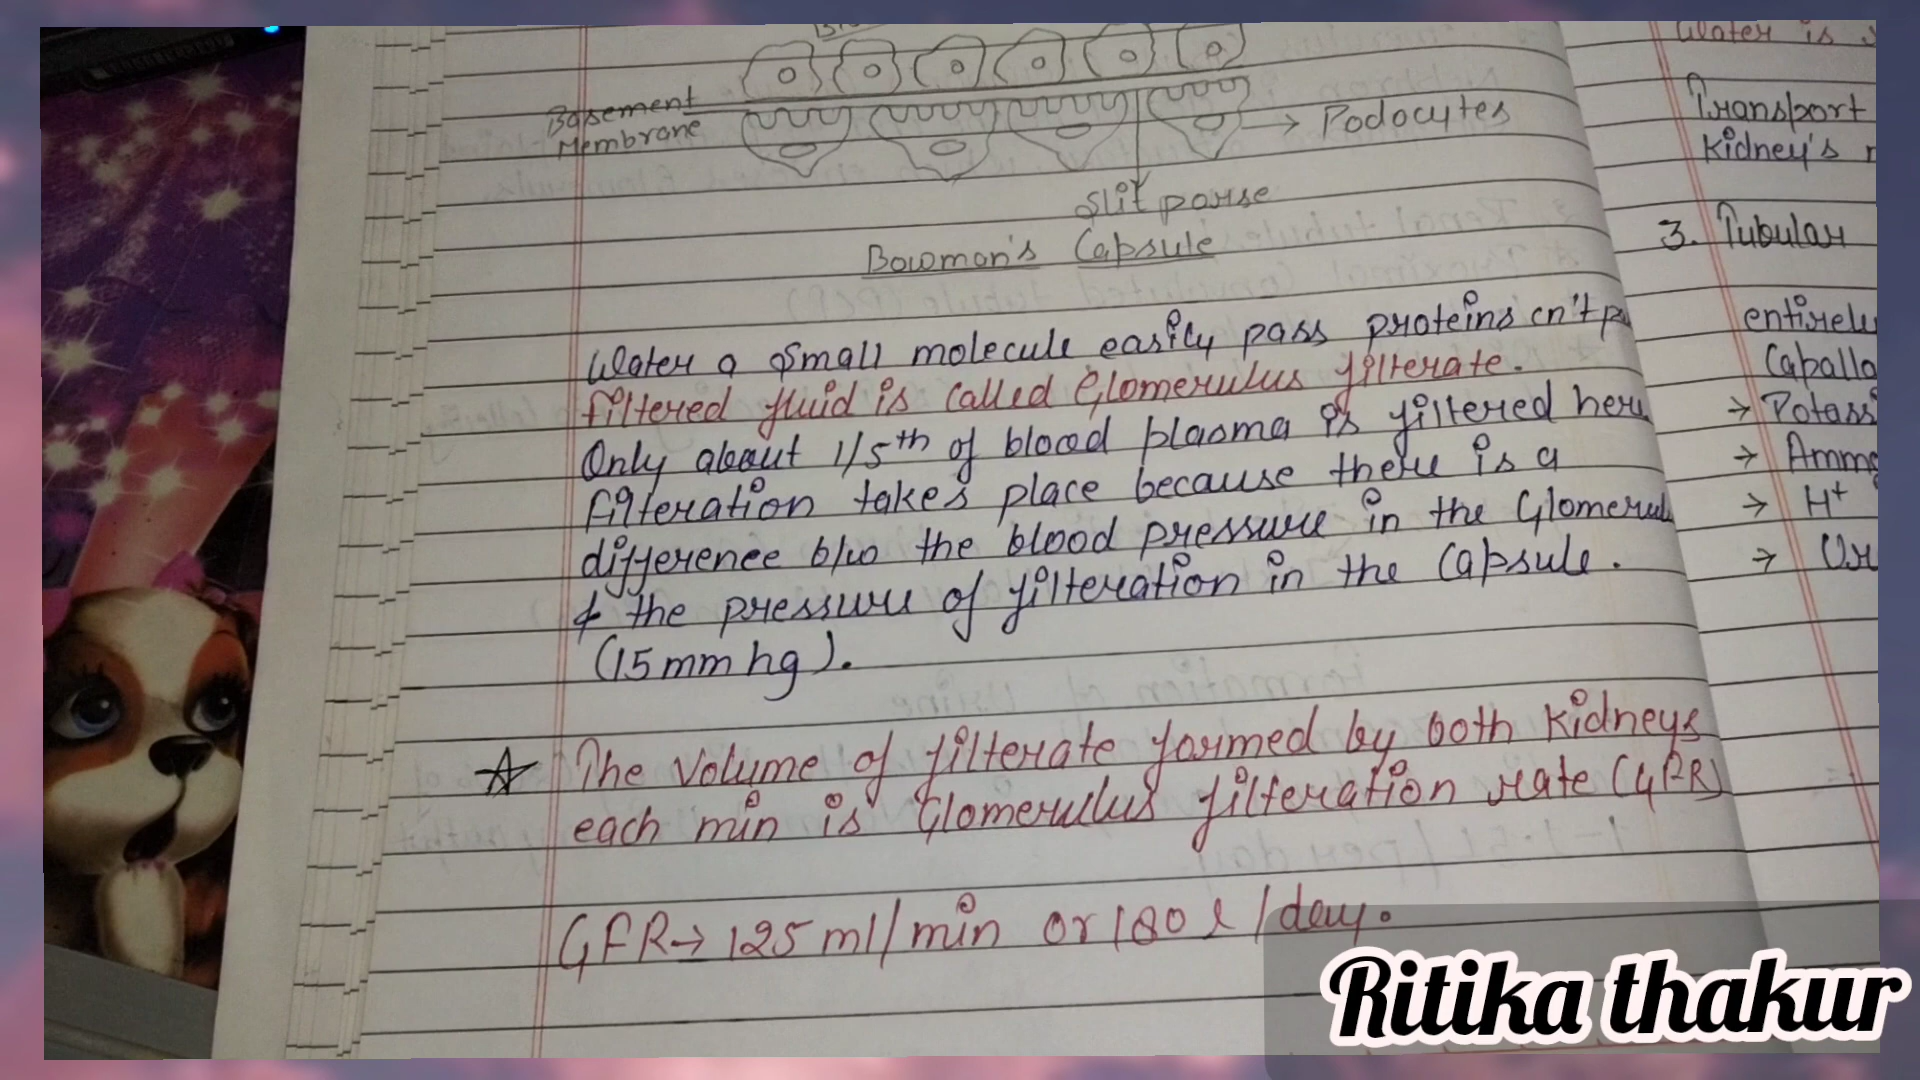 Basement
Membrane
→ Podocytes
slit porse
Bowman's Capsule
Water a small molecule easily pass proteins cn't
filtered fluid is called Glomerulus filterate.
Only about 1/5th of blood plasma is filtered here
filteration takes place because there is a
difference b/w the blood pressure in the Glomerul
& the pressure of filteration in the Capsule.
(15 mm hg).
☆ The Volume of filterate formed by both Kidneys
each min is Glomerulus filteration rate (GFR)
GFR → 125 ml/min or 180 l/day.
Water is
Transport
Kidney's
3. Tubular
entirely
→ Potass
→ Ammo
→ H+
→ Ur
Ritika thakur